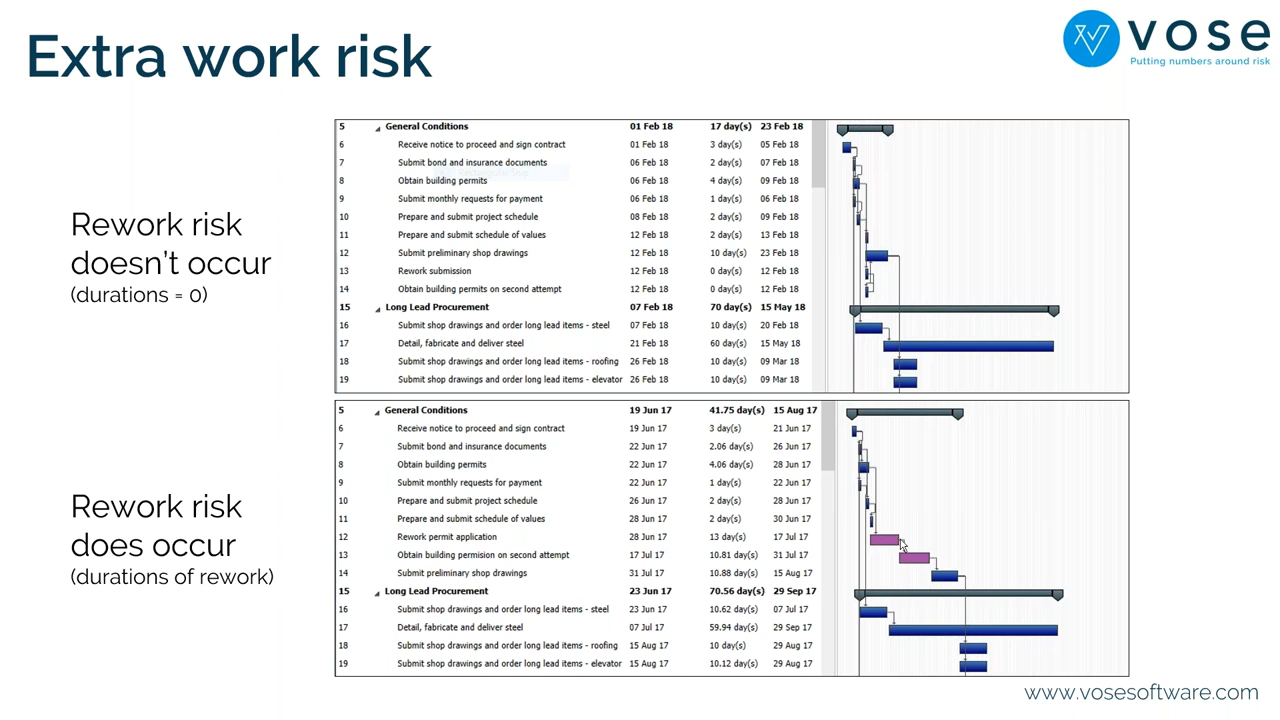 Extra work risk
vose
Putting numbers around risk
Rework risk
doesn't occur
(durations = 0)
5 General Conditions 01 Feb 18 17 day(s) 23 Feb 18
6 Receive notice to proceed and sign contract 01 Feb 18 3 day(s) 05 Feb 18
7 Submit bond and insurance documents 06 Feb 18 2 day(s) 07 Feb 18
8 Obtain building permits 06 Feb 18 4 day(s) 09 Feb 18
9 Submit monthly requests for payment 06 Feb 18 1 day(s) 06 Feb 18
10 Prepare and submit project schedule 08 Feb 18 2 day(s) 09 Feb 18
11 Prepare and submit schedule of values 12 Feb 18 2 day(s) 13 Feb 18
12 Submit preliminary shop drawings 12 Feb 18 10 day(s) 23 Feb 18
13 Rework submission 12 Feb 18 0 day(s) 12 Feb 18
14 Obtain building permits on second attempt 12 Feb 18 0 day(s) 12 Feb 18
15 Long Lead Procurement 07 Feb 18 70 day(s) 15 May 18
16 Submit shop drawings and order long lead items - steel 07 Feb 18 10 day(s) 20 Feb 18
17 Detail, fabricate and deliver steel 21 Feb 18 60 day(s) 15 May 18
18 Submit shop drawings and order long lead items - roofing 26 Feb 18 10 day(s) 09 Mar 18
19 Submit shop drawings and order long lead items - elevator 26 Feb 18 10 day(s) 09 Mar 18
Rework risk
does occur
(durations of rework)
5 General Conditions 19 Jun 17 41.75 day(s) 15 Aug 17
6 Receive notice to proceed and sign contract 19 Jun 17 3 day(s) 21 Jun 17
7 Submit bond and insurance documents 22 Jun 17 2.06 day(s) 26 Jun 17
8 Obtain building permits 22 Jun 17 4.06 day(s) 28 Jun 17
9 Submit monthly requests for payment 22 Jun 17 1 day(s) 22 Jun 17
10 Prepare and submit project schedule 26 Jun 17 2 day(s) 28 Jun 17
11 Prepare and submit schedule of values 28 Jun 17 2 day(s) 30 Jun 17
12 Rework permit application 28 Jun 17 13 day(s) 17 Jul 17
13 Obtain building permision on second attempt 17 Jul 17 10.81 day(s) 31 Jul 17
14 Submit preliminary shop drawings 31 Jul 17 10.88 day(s) 15 Aug 17
15 Long Lead Procurement 23 Jun 17 70.56 day(s) 29 Sep 17
16 Submit shop drawings and order long lead items - steel 23 Jun 17 10.62 day(s) 07 Jul 17
17 Detail, fabricate and deliver steel 07 Jul 17 59.94 day(s) 29 Sep 17
18 Submit shop drawings and order long lead items - roofing 15 Aug 17 10 day(s) 29 Aug 17
19 Submit shop drawings and order long lead items - elevator 15 Aug 17 10.12 day(s) 29 Aug 17
www.vosesoftware.com